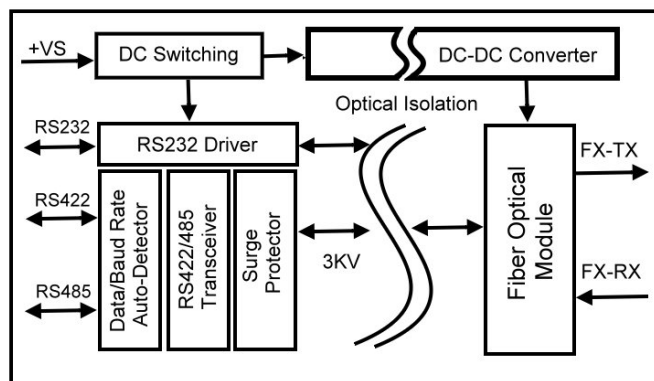 +VS
DC Switching
DC-DC Converter
Optical Isolation
RS232
RS232 Driver
FX-TX
RS422
Data/Baud Rate
Auto-Detector
RS422/485
Transceiver
Surge
Protector
3KV
Fiber Optical
Module
FX-RX
RS485